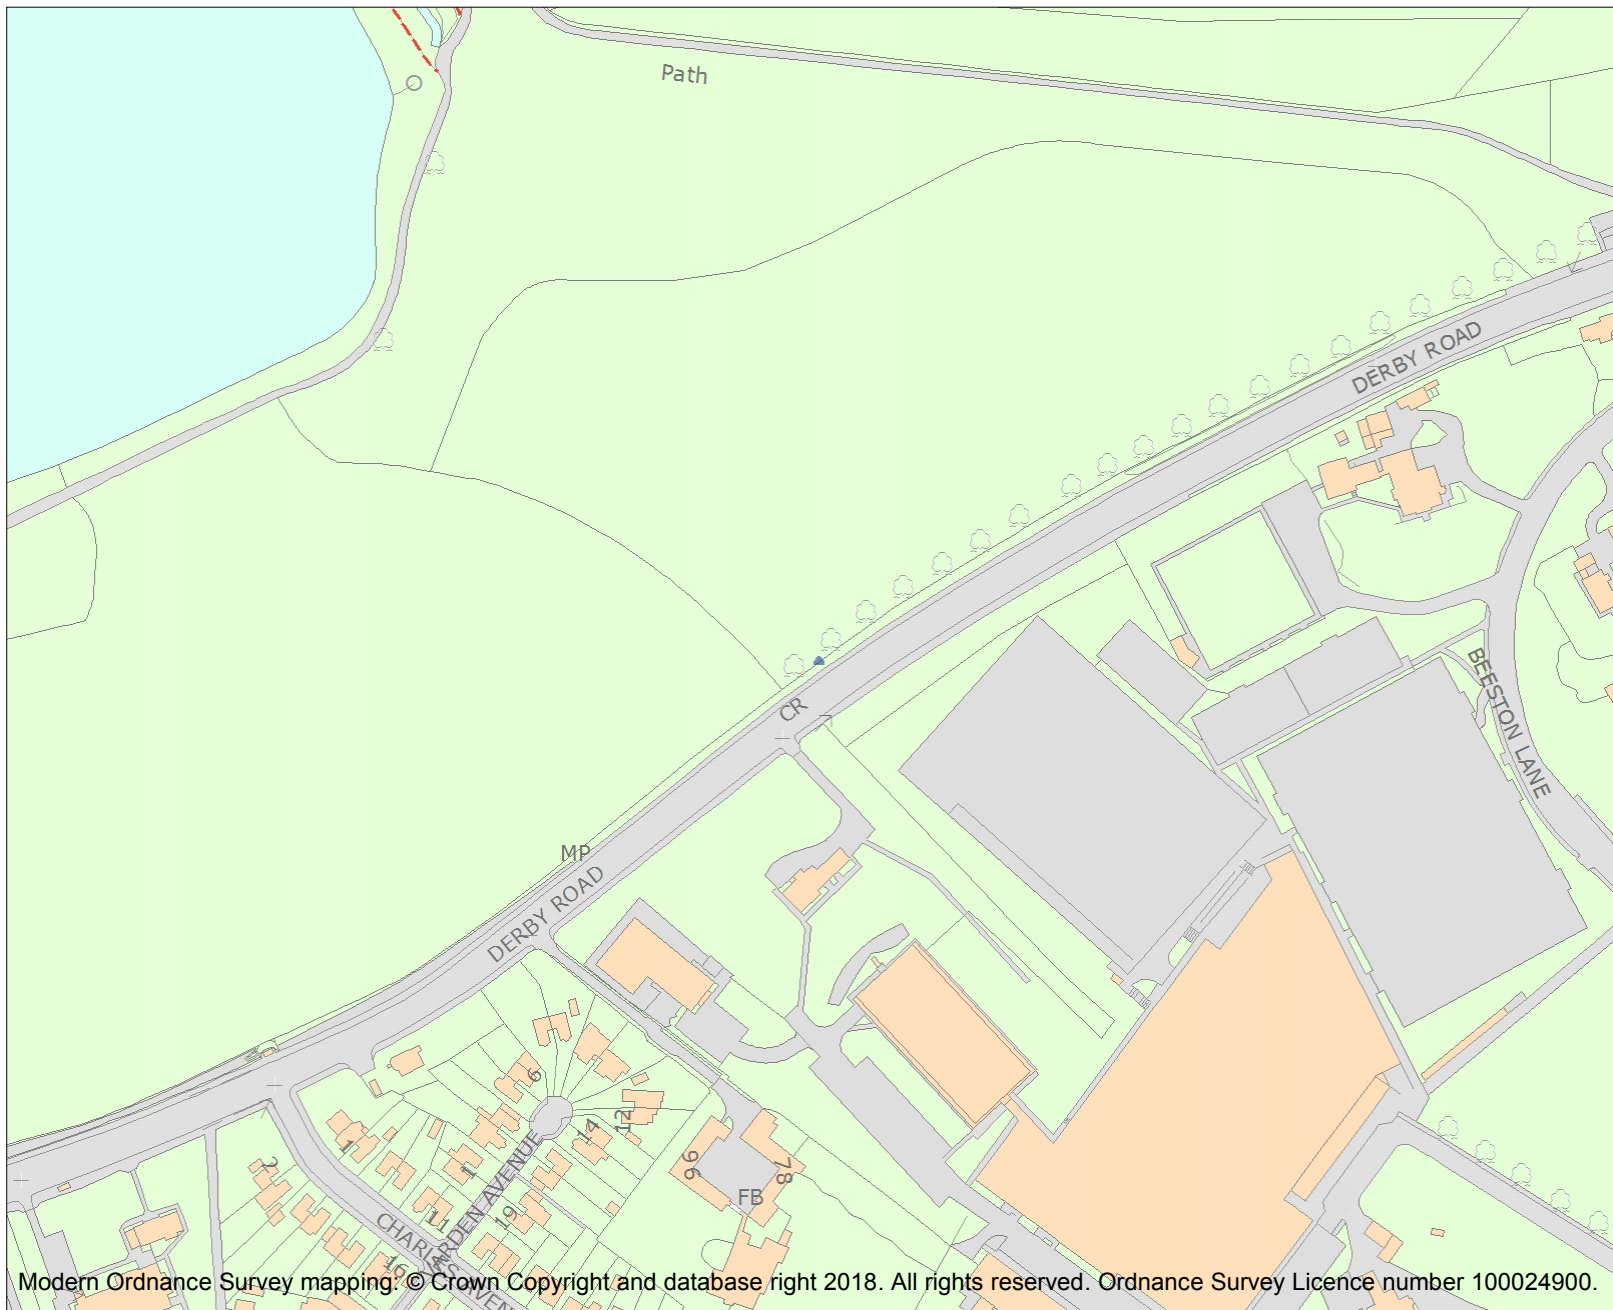 Path
DERBY ROAD
BEESTON LANE
CR
MP
DERBY ROAD
6
12
14
1
1
2
96
78
11
19
FB
16
Modern Ordnance Survey mapping: © Crown Copyright and database right 2018. All rights reserved. Ordnance Survey Licence number 100024900.